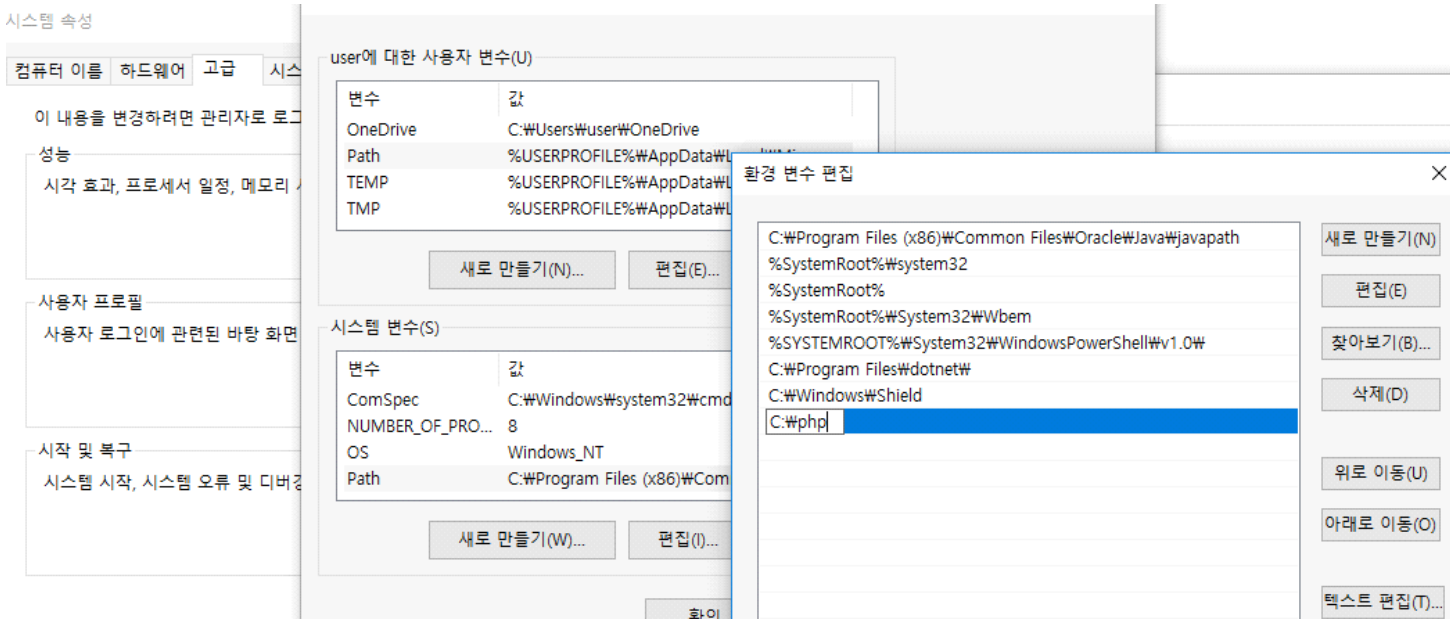 시스템 속성
컴퓨터 이름
하드웨어
고급
시스
이 내용을 변경하려면 관리자로 로그
성능
시각 효과, 프로세서 일정, 메모리
사용자 프로필
사용자 로그인에 관련된 바탕 화면
시작 및 복구
시스템 시작, 시스템 오류 및 디버깅
user에 대한 사용자 변수(U)
변수 값
OneDrive C:₩Users₩user₩OneDrive
Path %USERPROFILE%₩AppData₩L
TEMP %USERPROFILE%₩AppData₩L
TMP %USERPROFILE%₩AppData₩L
새로 만들기(N)...
편집(E)...
시스템 변수(S)
변수 값
ComSpec C:₩Windows₩system32₩cmd
NUMBER_OF_PRO... 8
OS Windows_NT
Path C:₩Program Files (x86)₩Com
새로 만들기(W)...
편집(I)...
확인
환경 변수 편집
C:₩Program Files (x86)₩Common Files₩Oracle₩Java₩javapath
%SystemRoot%₩system32
%SystemRoot%
%SystemRoot%₩System32₩Wbem
%SYSTEMROOT%₩System32₩WindowsPowerShell₩v1.0₩
C:₩Program Files₩dotnet₩
C:₩Windows₩Shield
C:₩php
새로 만들기(N)
편집(E)
찾아보기(B)...
삭제(D)
위로 이동(U)
아래로 이동(O)
텍스트 편집(T)...